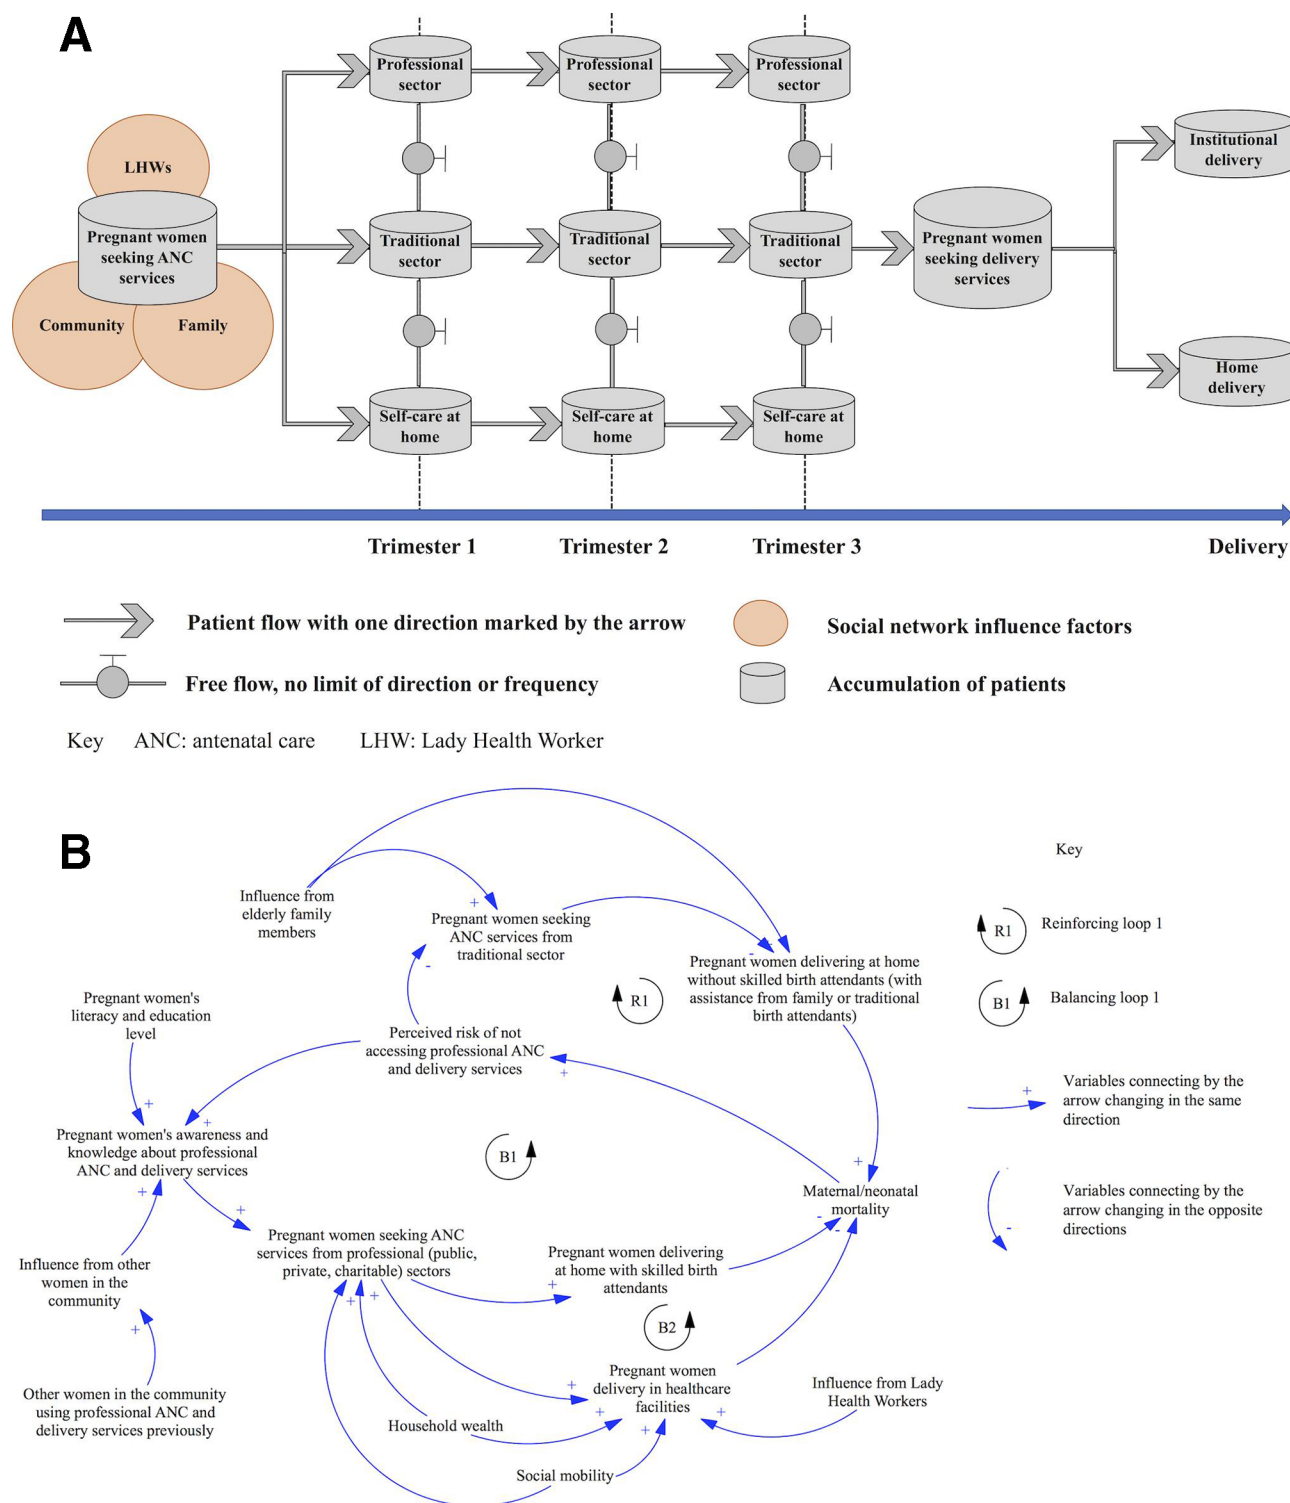 A
Professional
sector
Professional
sector
Professional
sector
LHWs
Pregnant women
seeking ANC
services
Community
Family
Traditional
sector
Traditional
sector
Traditional
sector
Pregnant women
seeking delivery
services
Institutional
delivery
Home
delivery
Self-care at
home
Self-care at
home
Self-care at
home
Trimester 1
Trimester 2
Trimester 3
Delivery
Patient flow with one direction marked by the arrow
Social network influence factors
Free flow, no limit of direction or frequency
Accumulation of patients
Key ANC: antenatal care LHW: Lady Health Worker
B
Influence from
elderly family
members
+
Pregnant women seeking
ANC services from
traditional sector
-
-
Pregnant women delivering at home
without skilled birth attendants (with
assistance from family or traditional
birth attendants)
R1
Pregnant women's
literacy and education
level
+
Perceived risk of not
accessing professional ANC
and delivery services
+
+
Pregnant women's awareness and
knowledge about professional
ANC and delivery services
+
+
B1
+
Maternal/neonatal
mortality
-
-
Influence from other
women in the
community
+
Pregnant women seeking ANC
services from professional (public,
private, charitable) sectors
+
+
Pregnant women delivering
at home with skilled birth
attendants
+
B2
Other women in the community
using professional ANC and
delivery services previously
Pregnant women
delivery in healthcare
facilities
+
+
+
+
Influence from Lady
Health Workers
Household wealth
Social mobility
Key
R1
Reinforcing loop 1
B1
Balancing loop 1
+
Variables connecting by the
arrow changing in the same
direction
-
Variables connecting by the
arrow changing in the opposite
directions